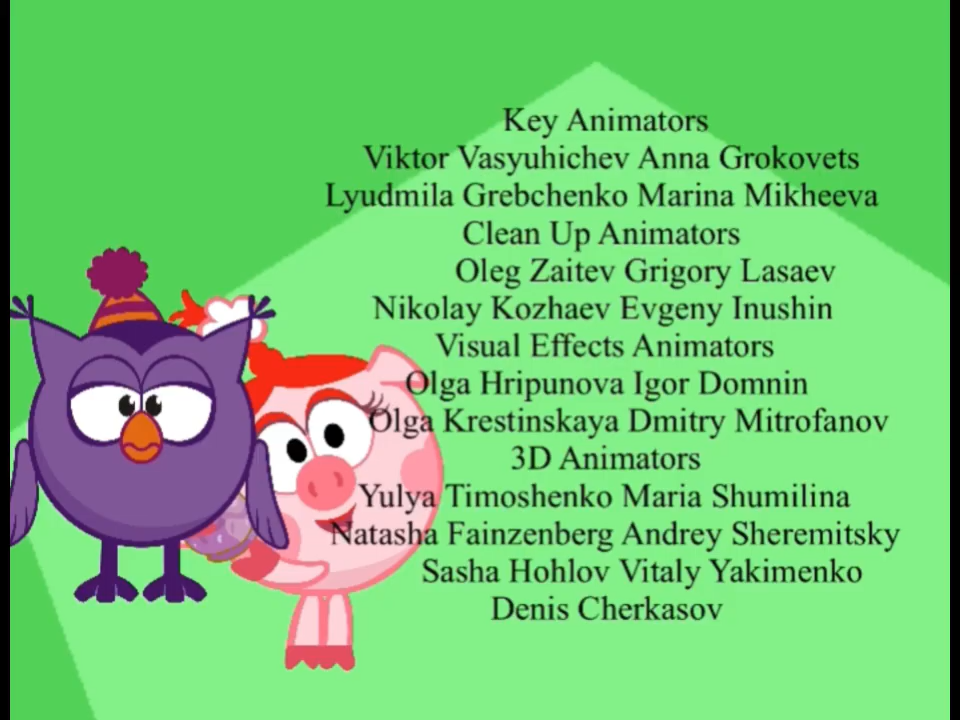 Key Animators
Viktor Vasyuhichev Anna Grokovets
Lyudmila Grebchenko Marina Mikheeva
Clean Up Animators
Oleg Zaitev Grigory Lasaev
Nikolay Kozhaev Evgeny Inushin
Visual Effects Animators
Olga Hripunova Igor Domnin
Olga Krestinskaya Dmitry Mitrofanov
3D Animators
Yulya Timoshenko Maria Shumilina
Natasha Fainzenberg Andrey Sheremitsky
Sasha Hohlov Vitaly Yakimenko
Denis Cherkasov